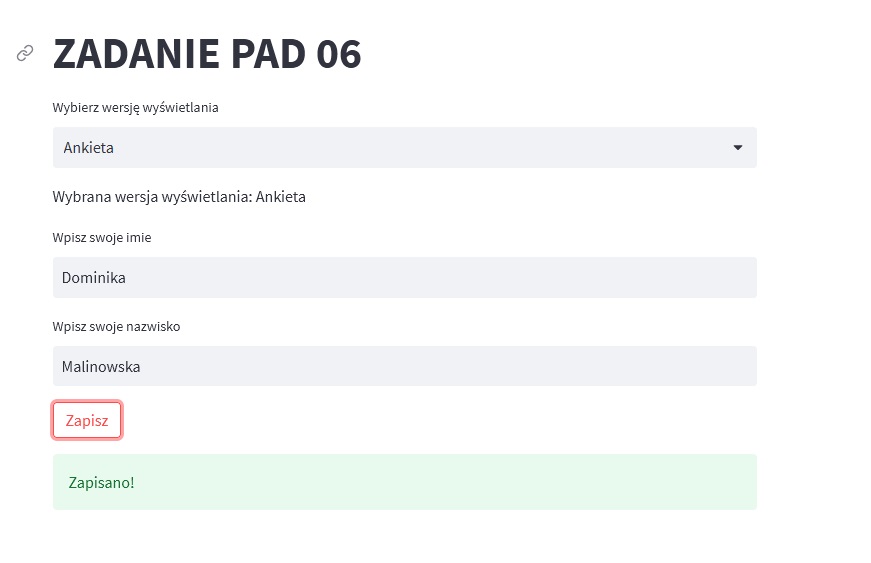 ZADANIE PAD 06
Wybierz wersję wyświetlania
Ankieta
Wybrana wersja wyświetlania: Ankieta
Wpisz swoje imie
Dominika
Wpisz swoje nazwisko
Malinowska
Zapisz
Zapisano!